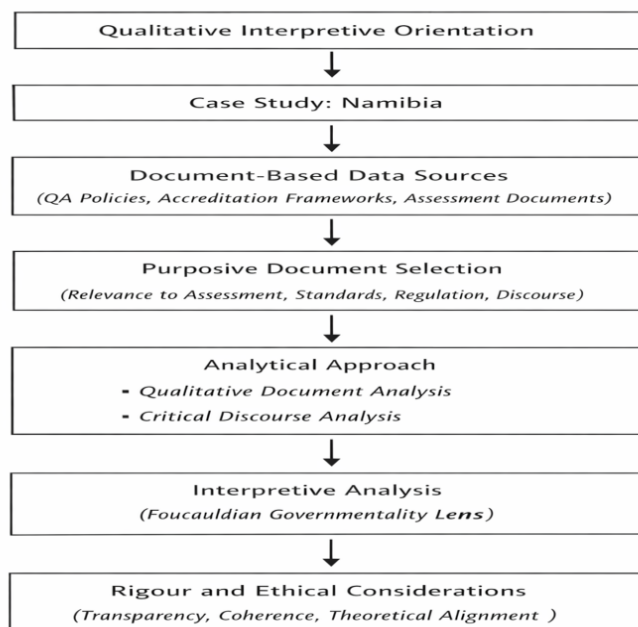 Qualitative Interpretive Orientation
Case Study: Namibia
Document-Based Data Sources
(QA Policies, Accreditation Frameworks, Assessment Documents)
Purposive Document Selection
(Relevance to Assessment, Standards, Regulation, Discourse)
Analytical Approach
- Qualitative Document Analysis
- Critical Discourse Analysis
Interpretive Analysis
(Foucauldian Governmentality Lens)
Rigour and Ethical Considerations
(Transparency, Coherence, Theoretical Alignment )